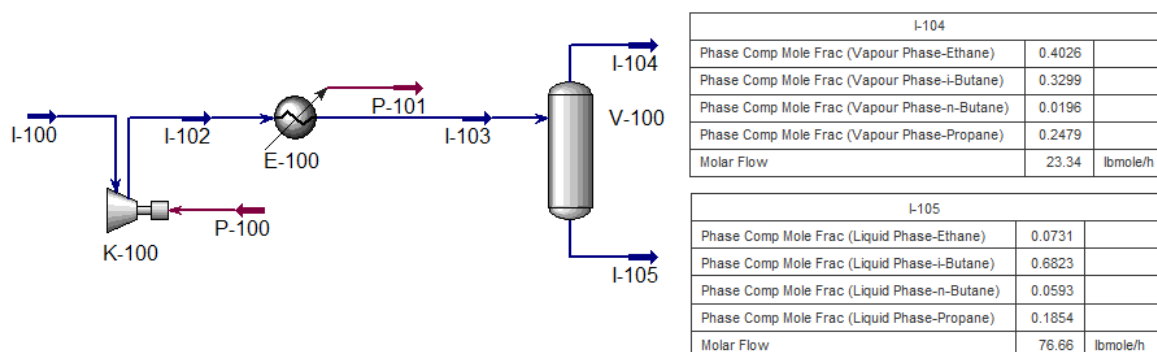 I-100
I-102
K-100
P-100
E-100
P-101
I-103
I-104
V-100
I-105
I-104
Phase Comp Mole Frac (Vapour Phase-Ethane) 0.4026
Phase Comp Mole Frac (Vapour Phase-i-Butane) 0.3299
Phase Comp Mole Frac (Vapour Phase-n-Butane) 0.0196
Phase Comp Mole Frac (Vapour Phase-Propane) 0.2479
Molar Flow 23.34 lbmole/h
I-105
Phase Comp Mole Frac (Liquid Phase-Ethane) 0.0731
Phase Comp Mole Frac (Liquid Phase-i-Butane) 0.6823
Phase Comp Mole Frac (Liquid Phase-n-Butane) 0.0593
Phase Comp Mole Frac (Liquid Phase-Propane) 0.1854
Molar Flow 76.66 lbmole/h